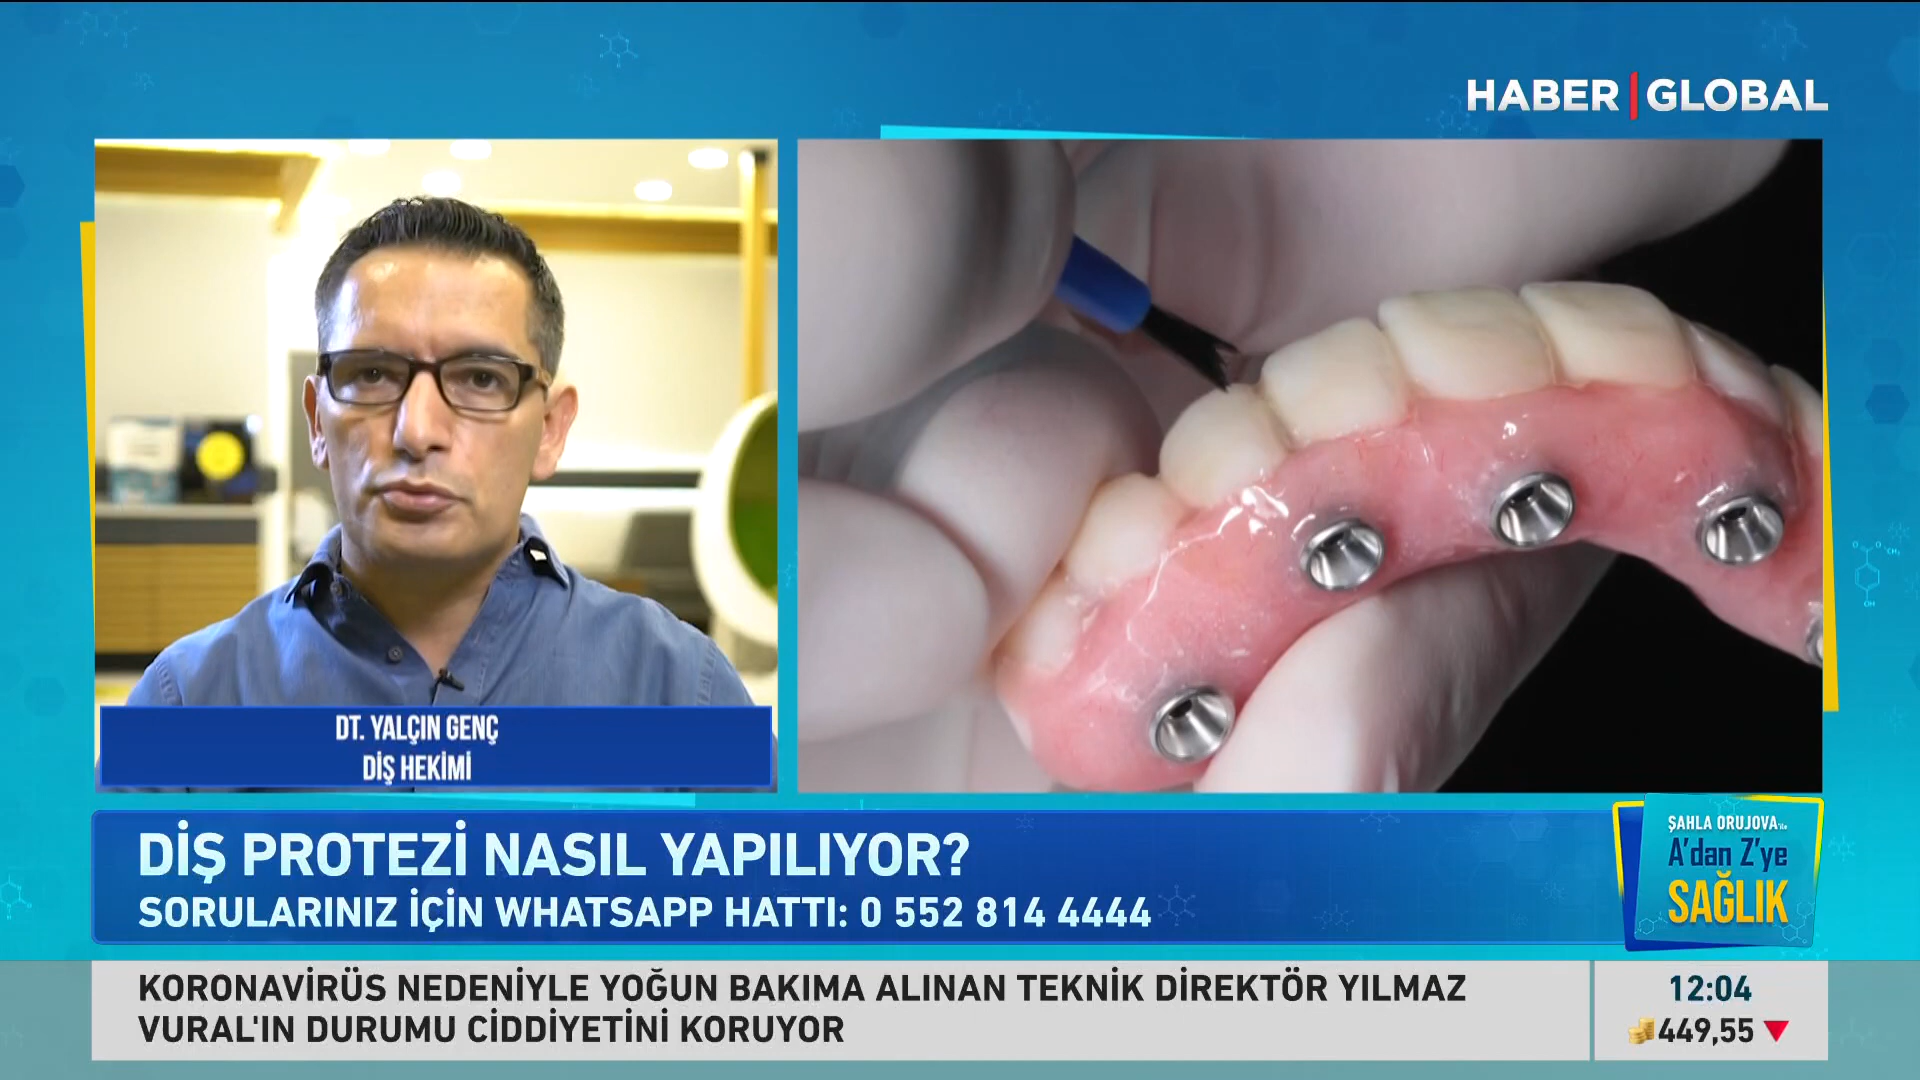 HABER GLOBAL
DT. YALÇIN GENÇ
DİŞ HEKİMİ
DİŞ PROTEZİ NASIL YAPILIYOR?
SORULARINIZ İÇİN WHATSAPP HATTI: 0 552 814 4444
ŞAHLA ORUJOVA'ile
A'dan Z'ye
SAĞLIK
KORONAVİRÜS NEDENİYLE YOĞUN BAKIMA ALINAN TEKNİK DİREKTÖR YILMAZ
VURAL'IN DURUMU CİDDİYETİNİ KORUYOR
12:04
449,55